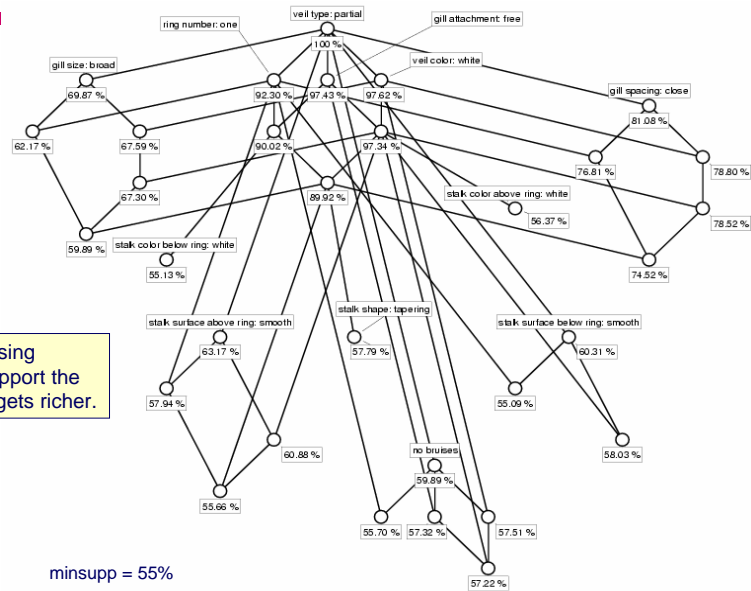 veil type: partial
ring number: one
gill attachment: free
100 %
veil color: white
gill size: broad
69.87 %
92.30 %
97.43 %
97.62 %
gill spacing: close
81.08 %
62.17 %
67.59 %
90.02 %
97.34 %
76.81 %
78.80 %
67.30 %
89.92 %
stalk color above ring: white
56.37 %
78.52 %
59.89 %
stalk color below ring: white
55.13 %
74.52 %
stalk surface above ring: smooth
63.17 %
stalk shape: tapering
57.79 %
stalk surface below ring: smooth
60.31 %
sing
pport the
gets richer.
57.94 %
55.09 %
60.88 %
58.03 %
no bruises
59.89 %
55.66 %
55.70 %
57.32 %
57.51 %
57.22 %
minsupp = 55%